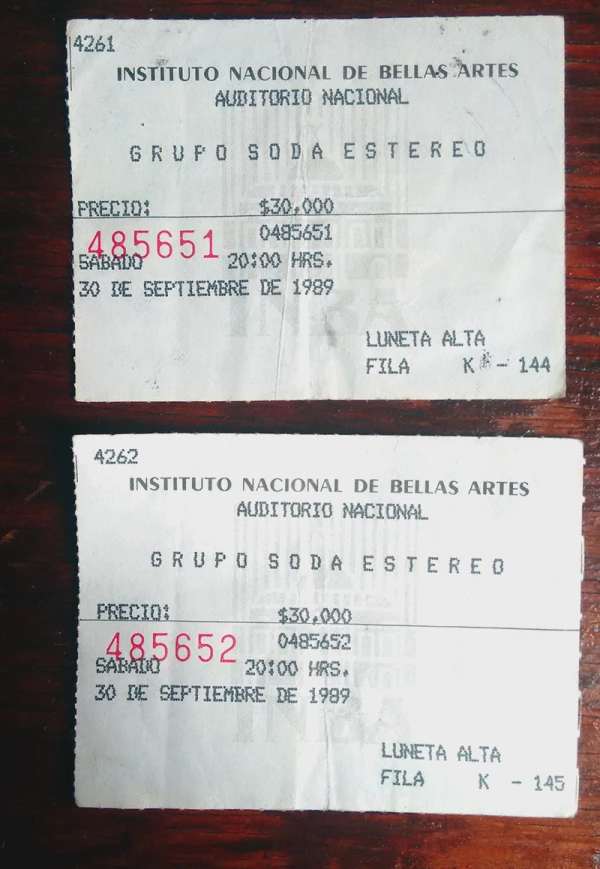 4261
INSTITUTO NACIONAL DE BELLAS ARTES
AUDITORIO NACIONAL
GRUPO SODA ESTEREO
PRECIO: $30,000
485651 0485651
SABADO 20:00 HRS.
30 DE SEPTIEMBRE DE 1989
LUNETA ALTA
FILA K - 144
4262
INSTITUTO NACIONAL DE BELLAS ARTES
AUDITORIO NACIONAL
GRUPO SODA ESTEREO
PRECIO: $30,000
485652 0485652
SABADO 20:00 HRS.
30 DE SEPTIEMBRE DE 1989
LUNETA ALTA
FILA K - 145